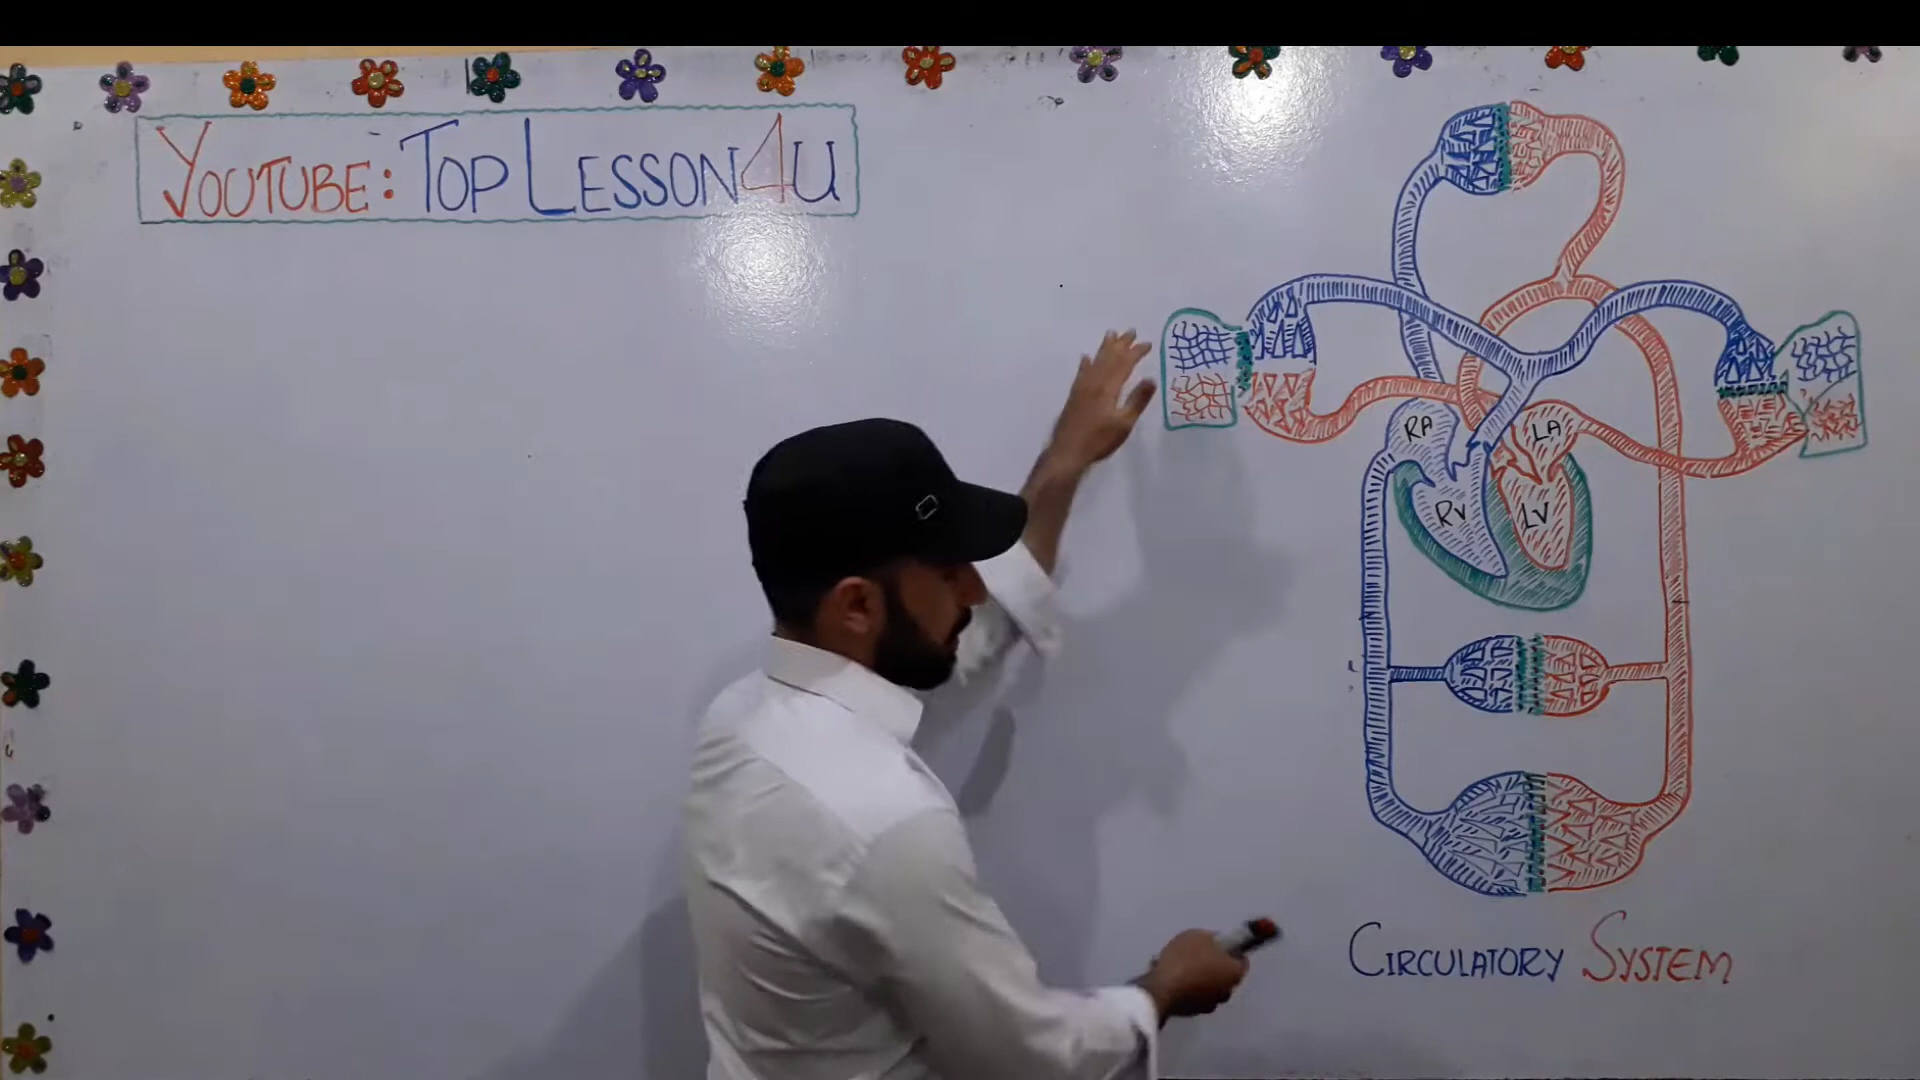 YOUTUBE: TOP LESSON4U
RA
LA
RV
LV
CIRCULATORY SYSTEM